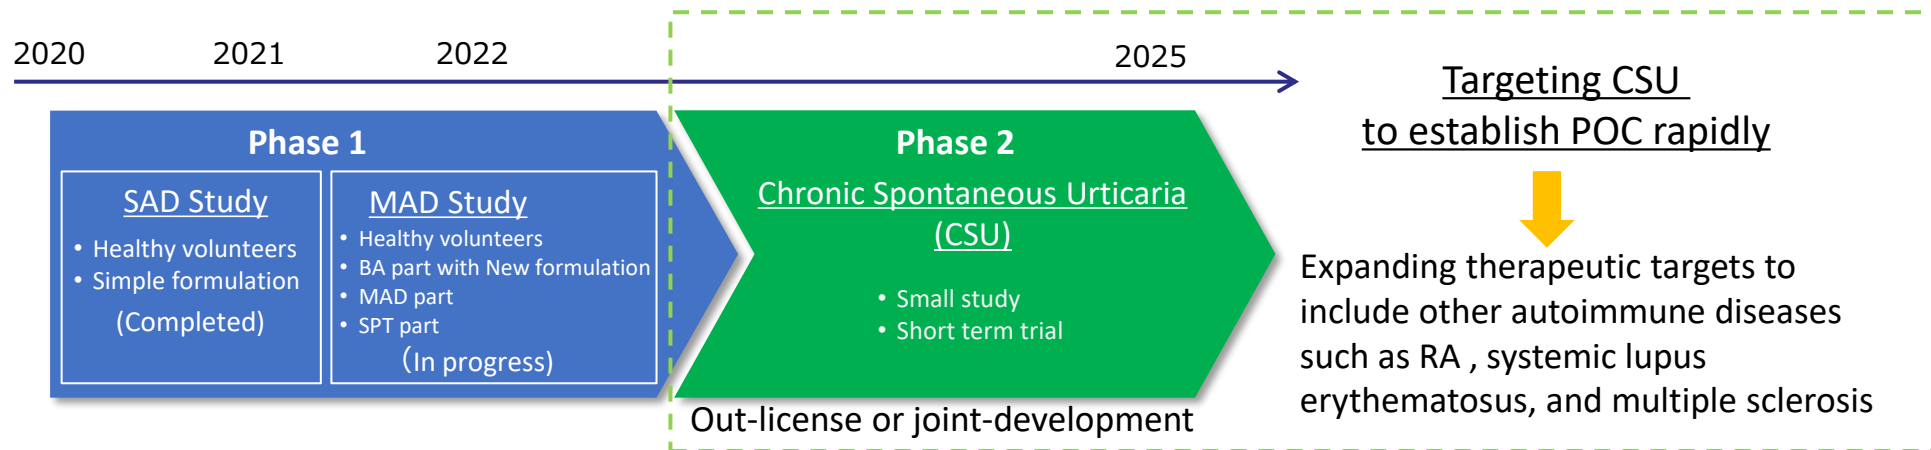 2020 2021 2022 2025
Phase 1
SAD Study
• Healthy volunteers
• Simple formulation
(Completed)
MAD Study
• Healthy volunteers
• BA part with New formulation
• MAD part
• SPT part
（In progress)
Phase 2
Chronic Spontaneous Urticaria
(CSU)
• Small study
• Short term trial
Out-license or joint-development
Targeting CSU
to establish POC rapidly
Expanding therapeutic targets to
include other autoimmune diseases
such as RA , systemic lupus
erythematosus, and multiple sclerosis